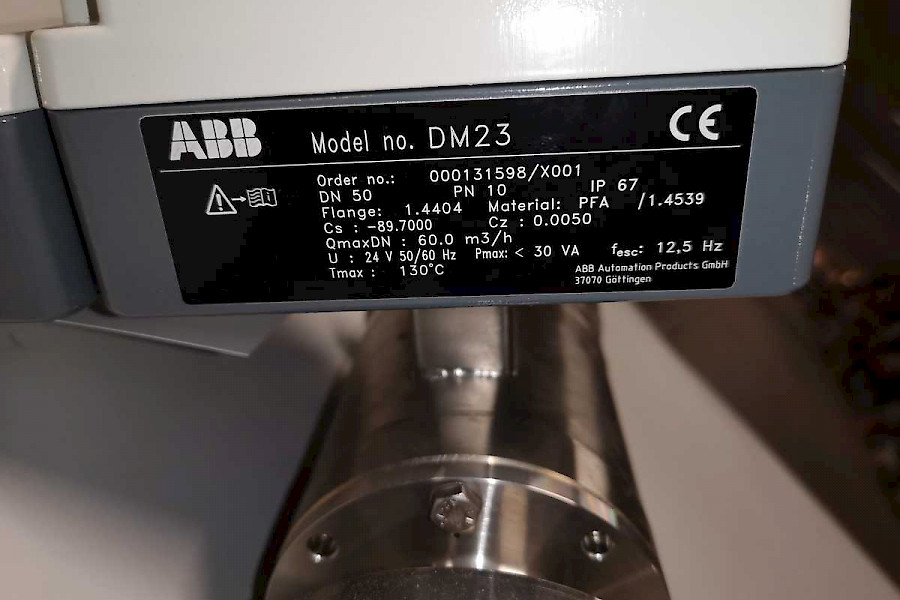 ABB Model no. DM23 CE
Order no.: 000131598/X001
DN 50 PN 10 IP 67
Flange: 1.4404 Material: PFA /1.4539
Cs : -89.7000 Cz : 0.0050
QmaxDN : 60.0 m3/h
U : 24 V 50/60 Hz Pmax: < 30 VA fesc: 12,5 Hz
Tmax : 130°C
ABB Automation Products GmbH
37070 Göttingen